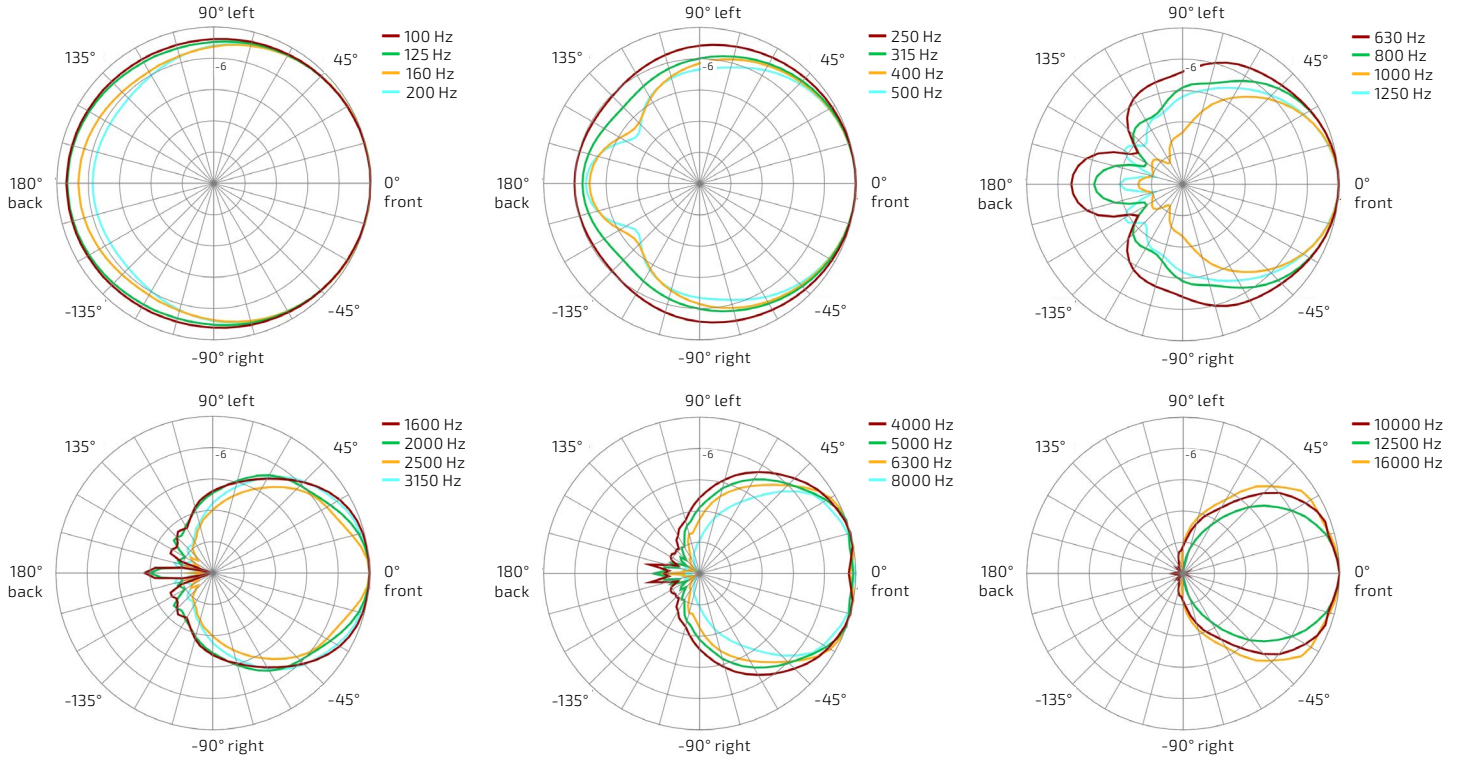 90° left
135°
45°
-6
180°
back
0°
front
-135°
-45°
-90° right
100 Hz
125 Hz
160 Hz
200 Hz
90° left
135°
45°
-6
180°
back
0°
front
-135°
-45°
-90° right
250 Hz
315 Hz
400 Hz
500 Hz
90° left
135°
45°
-6
180°
back
0°
front
-135°
-45°
-90° right
630 Hz
800 Hz
1000 Hz
1250 Hz
90° left
135°
45°
-6
180°
back
0°
front
-135°
-45°
-90° right
1600 Hz
2000 Hz
2500 Hz
3150 Hz
90° left
135°
45°
-6
180°
back
0°
front
-135°
-45°
-90° right
4000 Hz
5000 Hz
6300 Hz
8000 Hz
90° left
135°
45°
-6
180°
back
0°
front
-135°
-45°
-90° right
10000 Hz
12500 Hz
16000 Hz